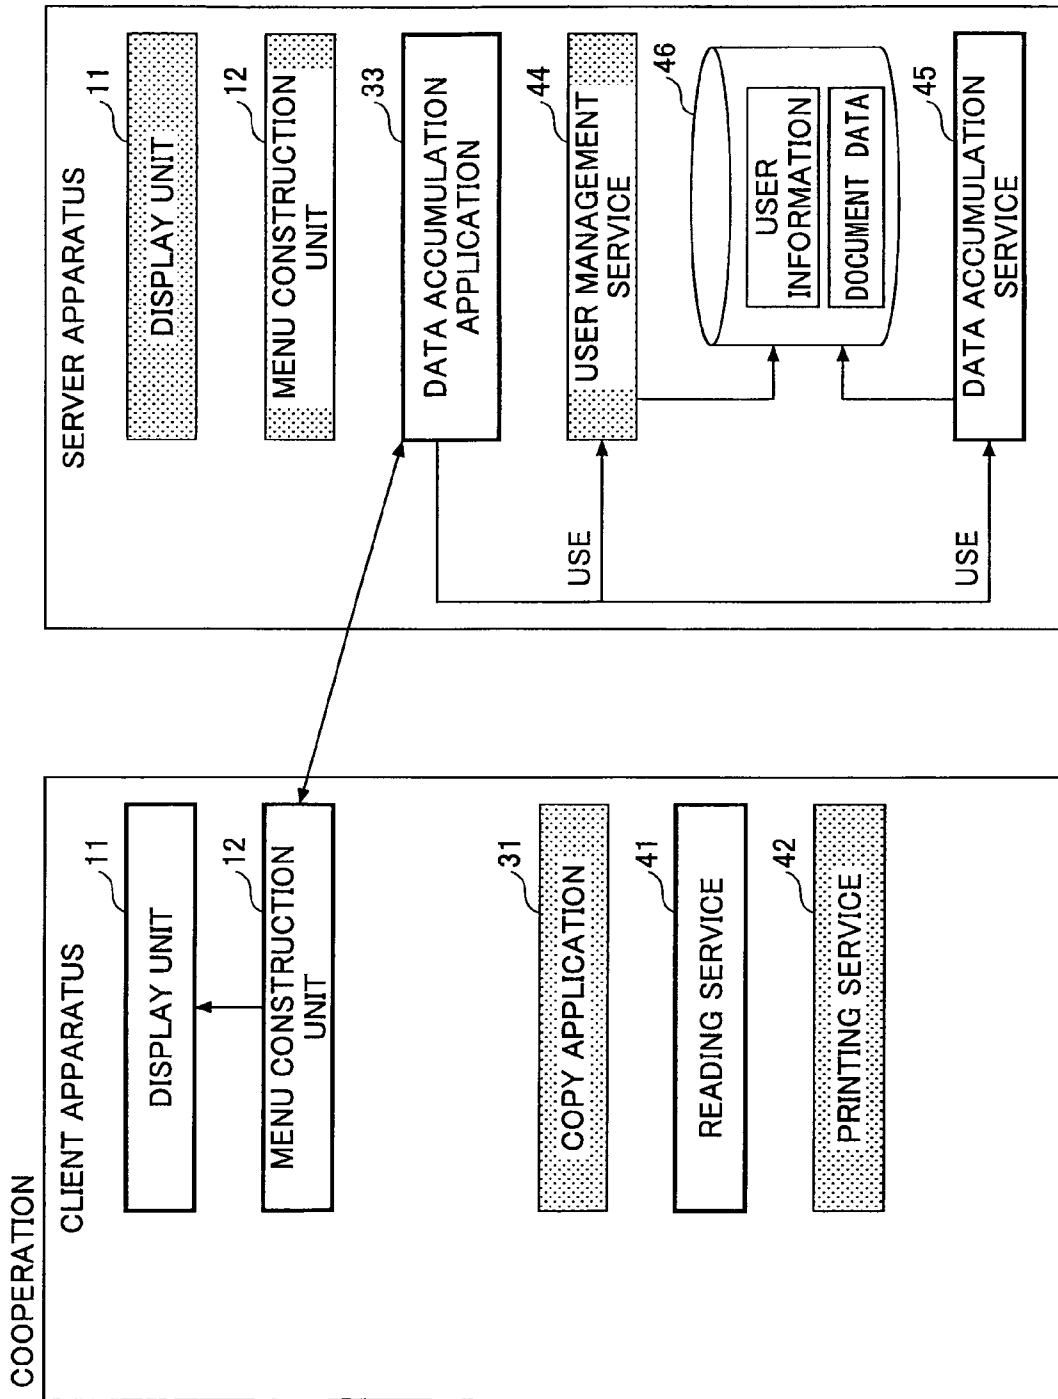 COOPERATION
CLIENT APPARATUS
11
DISPLAY UNIT
12
MENU CONSTRUCTION
UNIT
31
COPY APPLICATION
41
READING SERVICE
42
PRINTING SERVICE
SERVER APPARATUS
11
DISPLAY UNIT
12
MENU CONSTRUCTION
UNIT
33
DATA ACCUMULATION
APPLICATION
USE
44
USER MANAGEMENT
SERVICE
46
USER
INFORMATION
DOCUMENT DATA
USE
45
DATA ACCUMULATION
SERVICE